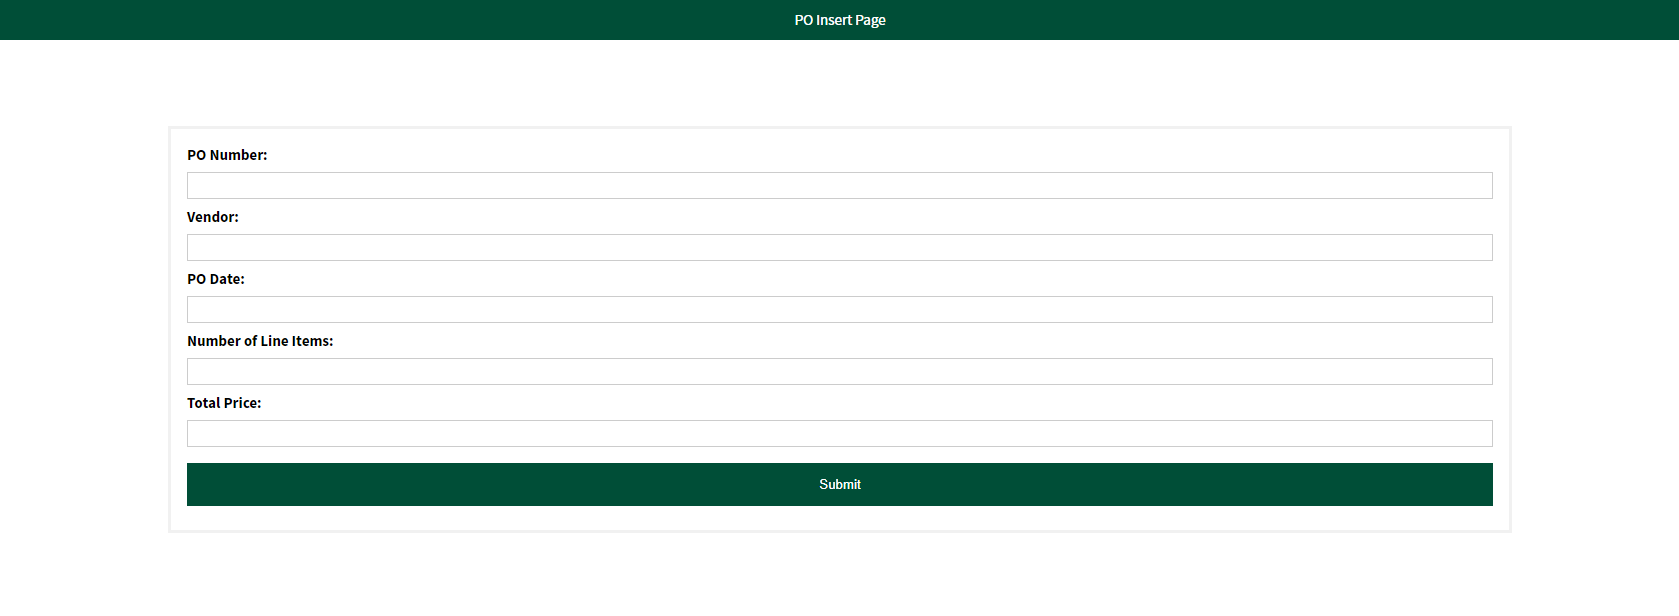 PO Insert Page
PO Number:
Vendor:
PO Date:
Number of Line Items:
Total Price:
Submit